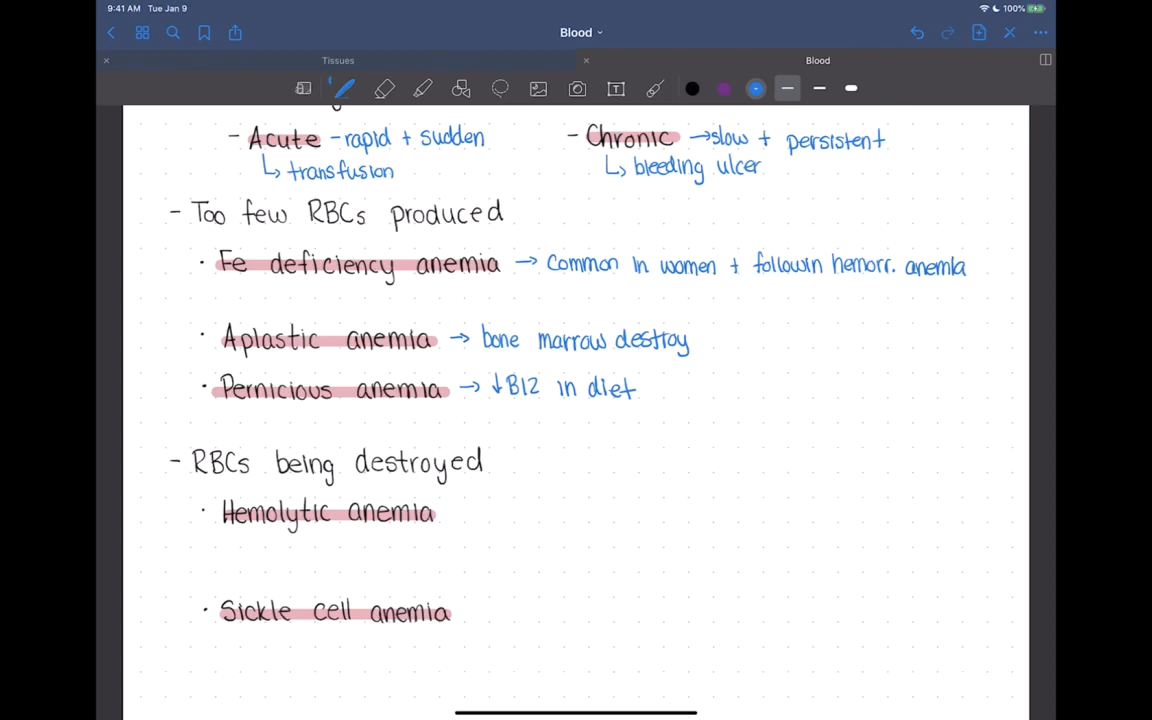 9:41 AM Tue Jan 9 100%
Blood
Tissues Blood
- Acute - rapid + sudden - Chronic → slow + persistent
↳ transfusion ↳ bleeding ulcer
- Too few RBCs produced
· Fe deficiency anemia → Common in women + followin hemorr. anemia
· Aplastic anemia → bone marrow destroy
· Pernicious anemia → ↓B12 in diet
- RBCs being destroyed
· Hemolytic anemia
· Sickle cell anemia